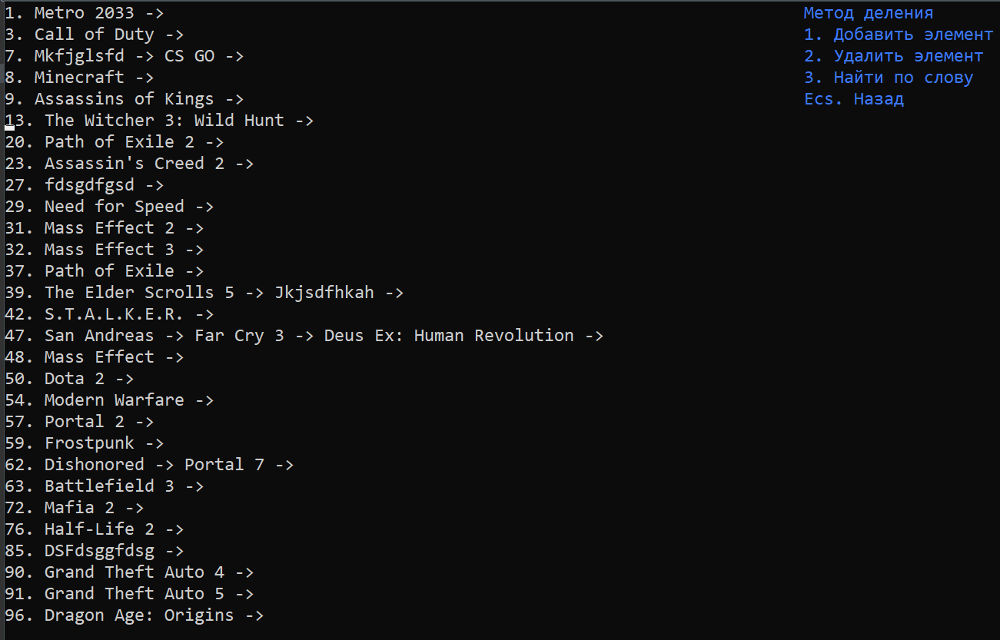 1. Metro 2033 ->
3. Call of Duty ->
7. Mkfjglsfd -> CS GO ->
8. Minecraft ->
9. Assassins of Kings ->
13. The Witcher 3: Wild Hunt ->
20. Path of Exile 2 ->
23. Assassin's Creed 2 ->
27. fdsgdfgsd ->
29. Need for Speed ->
31. Mass Effect 2 ->
32. Mass Effect 3 ->
37. Path of Exile ->
39. The Elder Scrolls 5 -> Jkjsdfhkah ->
42. S.T.A.L.K.E.R. ->
47. San Andreas -> Far Cry 3 -> Deus Ex: Human Revolution ->
48. Mass Effect ->
50. Dota 2 ->
54. Modern Warfare ->
57. Portal 2 ->
59. Frostpunk ->
62. Dishonored -> Portal 7 ->
63. Battlefield 3 ->
72. Mafia 2 ->
76. Half-Life 2 ->
85. DSFdsggfdsg ->
90. Grand Theft Auto 4 ->
91. Grand Theft Auto 5 ->
96. Dragon Age: Origins ->
Метод деления
1. Добавить элемент
2. Удалить элемент
3. Найти по слову
Ecs. Назад